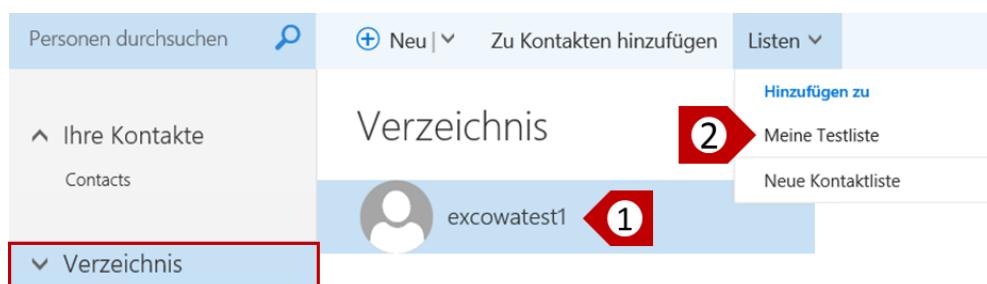 Personen durchsuchen
Neu | Zu Kontakten hinzufügen Listen
Hinzufügen zu
Meine Testliste
Neue Kontaktliste
Ihre Kontakte
Contacts
Verzeichnis
Verzeichnis
2
excowatest1
1